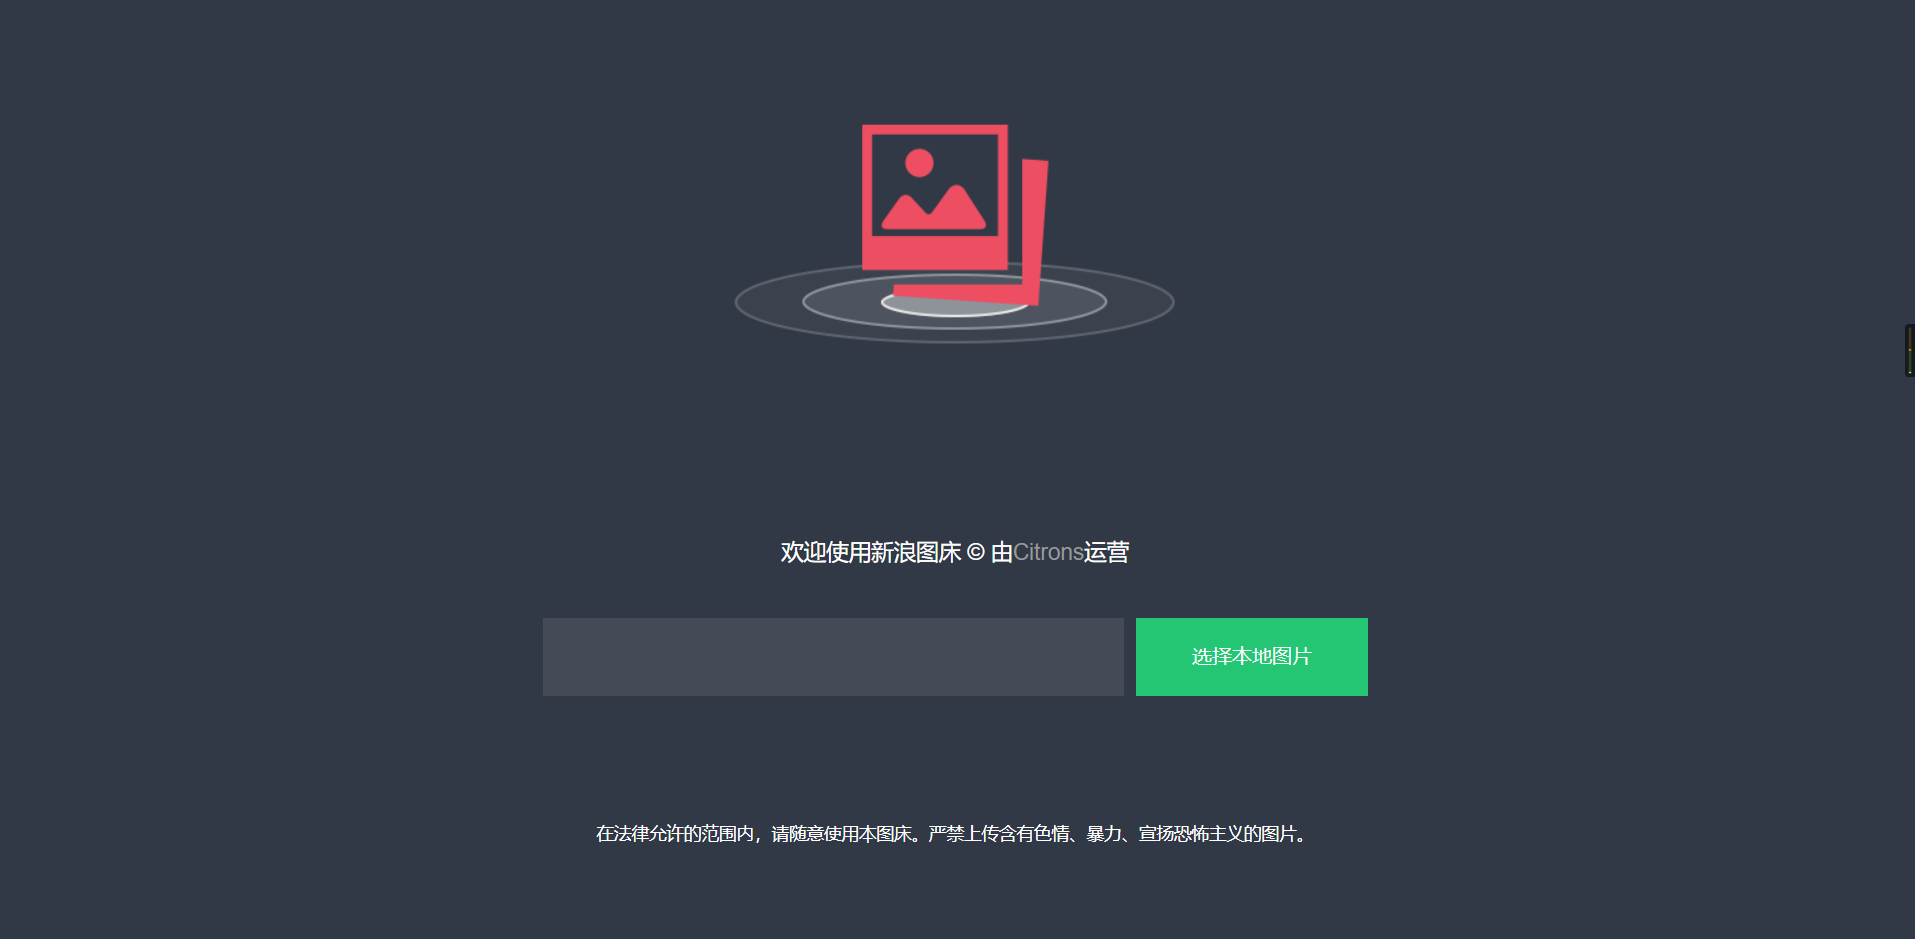 欢迎使用新浪图床 © 由Citrons运营
选择本地图片
在法律允许的范围内，请随意使用本图床。严禁上传含有色情、暴力、宣扬恐怖主义的图片。